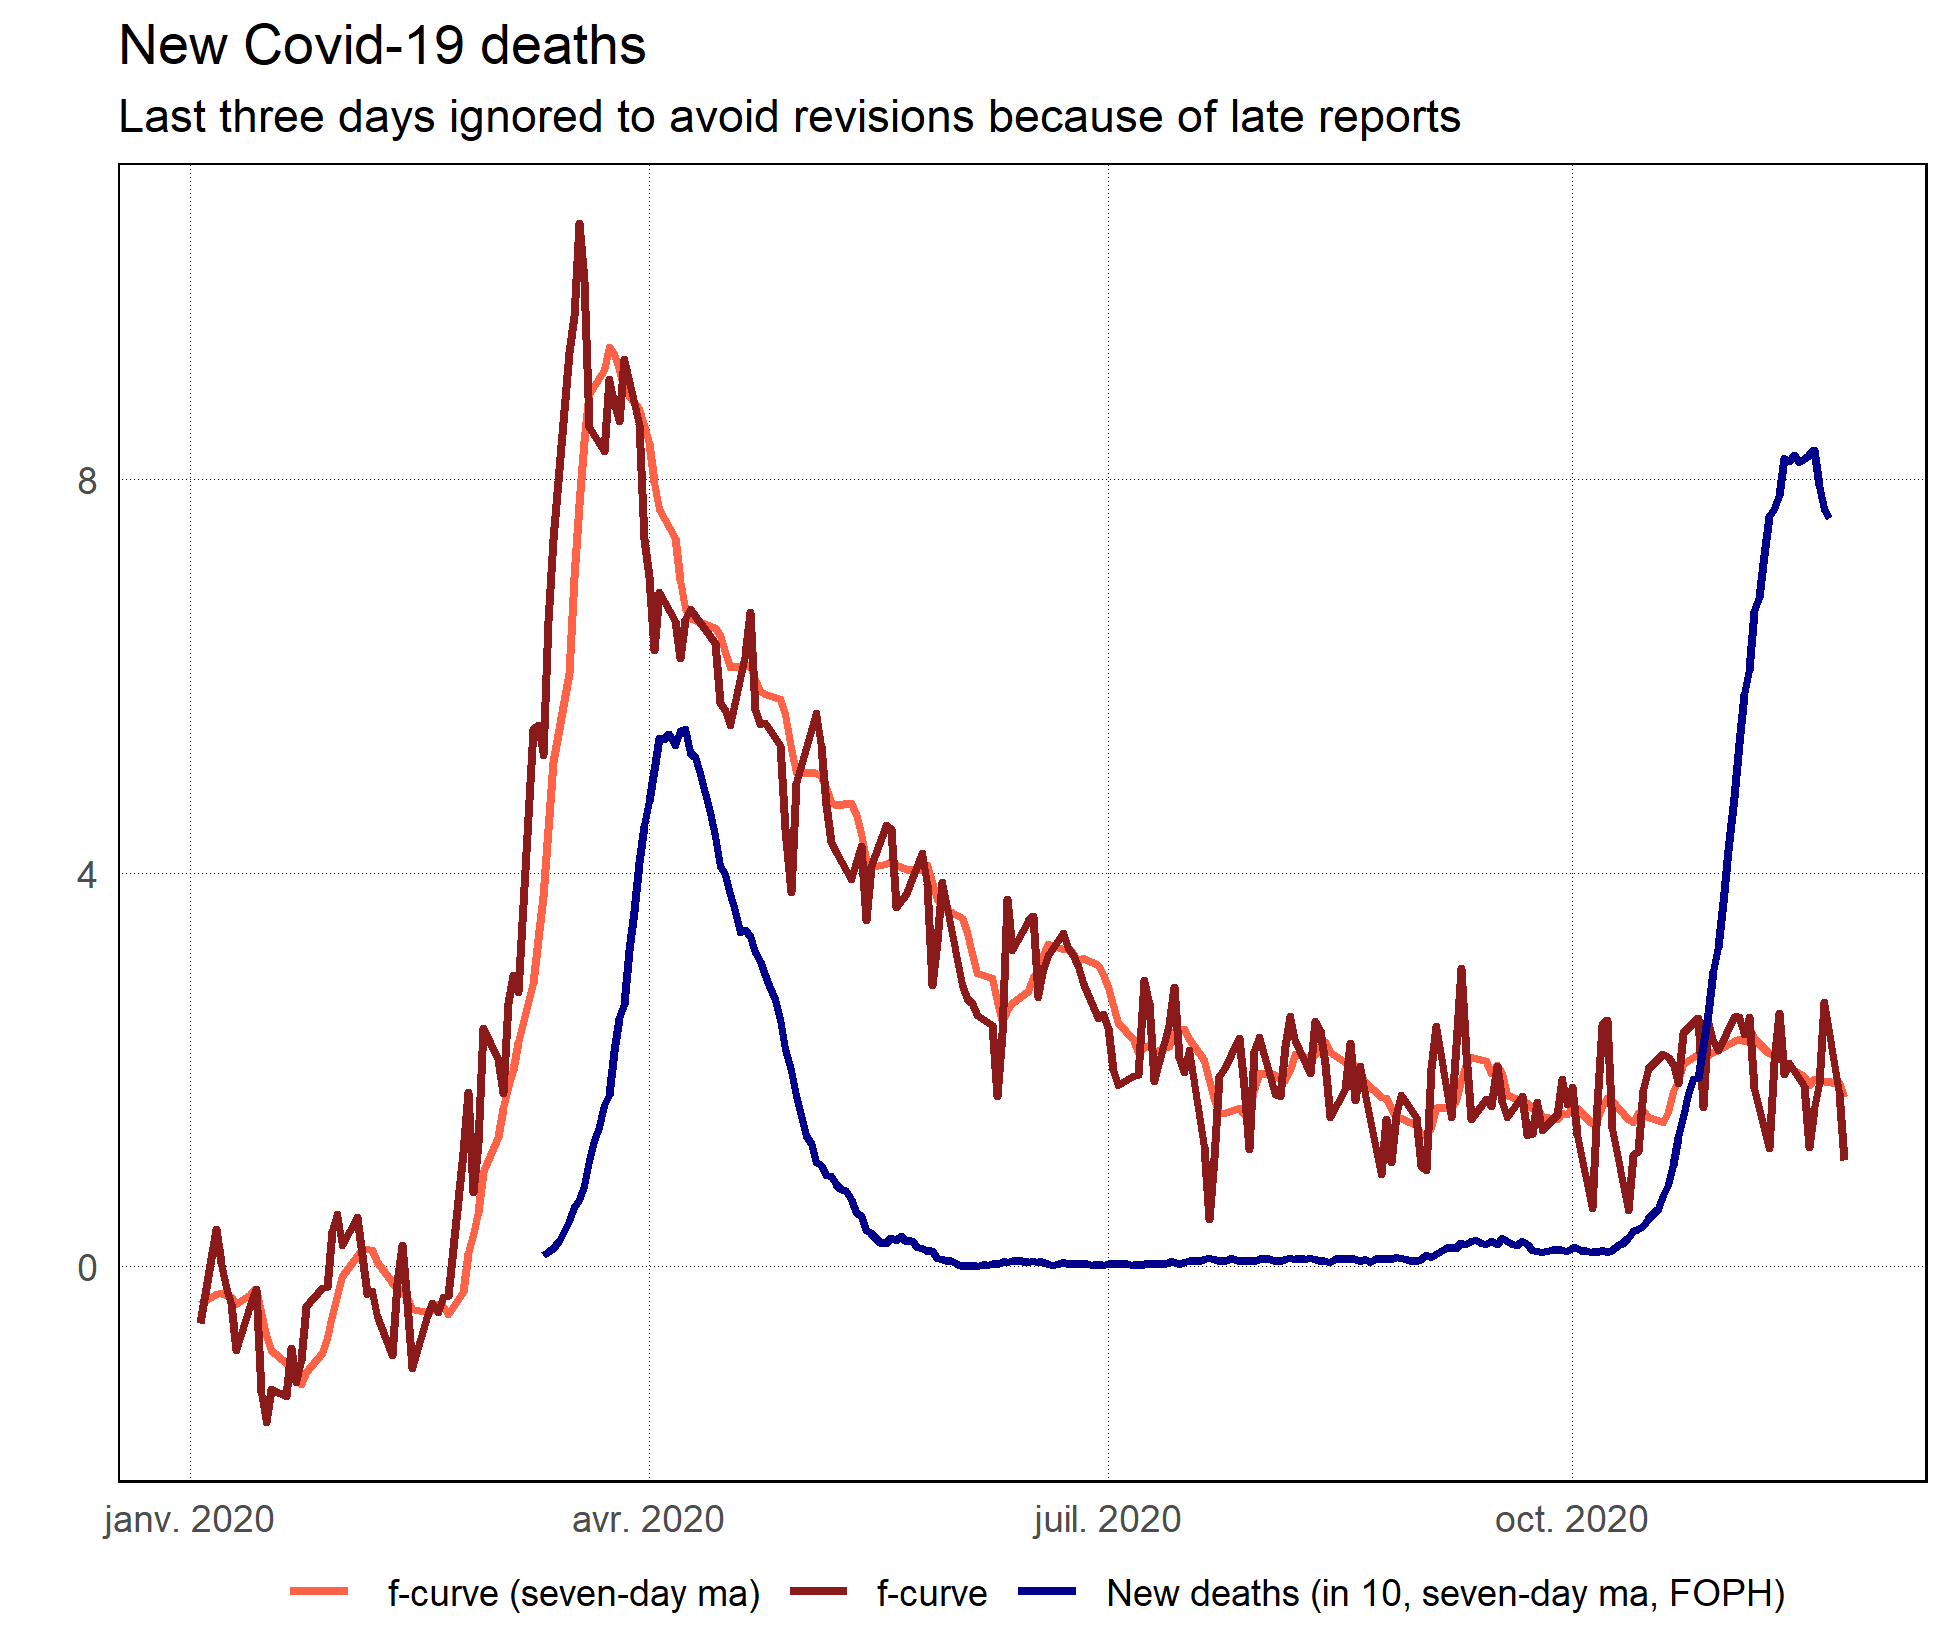 New Covid-19 deaths
Last three days ignored to avoid revisions because of late reports
8
4
0
janv. 2020 avr. 2020 juil. 2020 oct. 2020
f-curve (seven-day ma) f-curve New deaths (in 10, seven-day ma, FOPH)